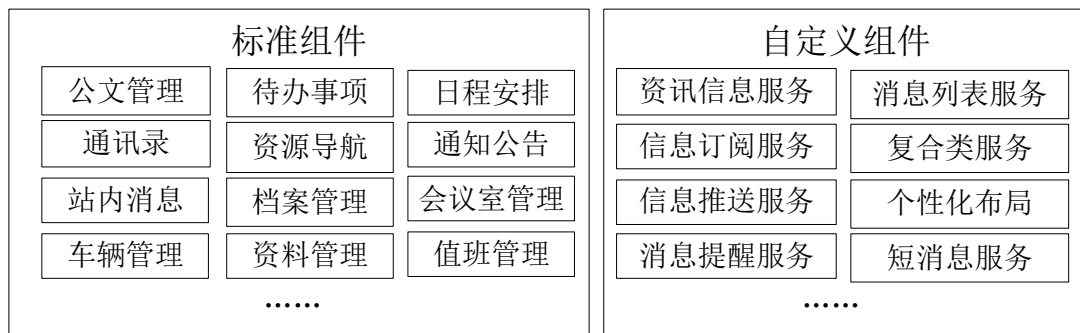 标准组件
公文管理 待办事项 日程安排
通讯录 资源导航 通知公告
站内消息 档案管理 会议室管理
车辆管理 资料管理 值班管理
……
自定义组件
资讯信息服务 消息列表服务
信息订阅服务 复合类服务
信息推送服务 个性化布局
消息提醒服务 短消息服务
……